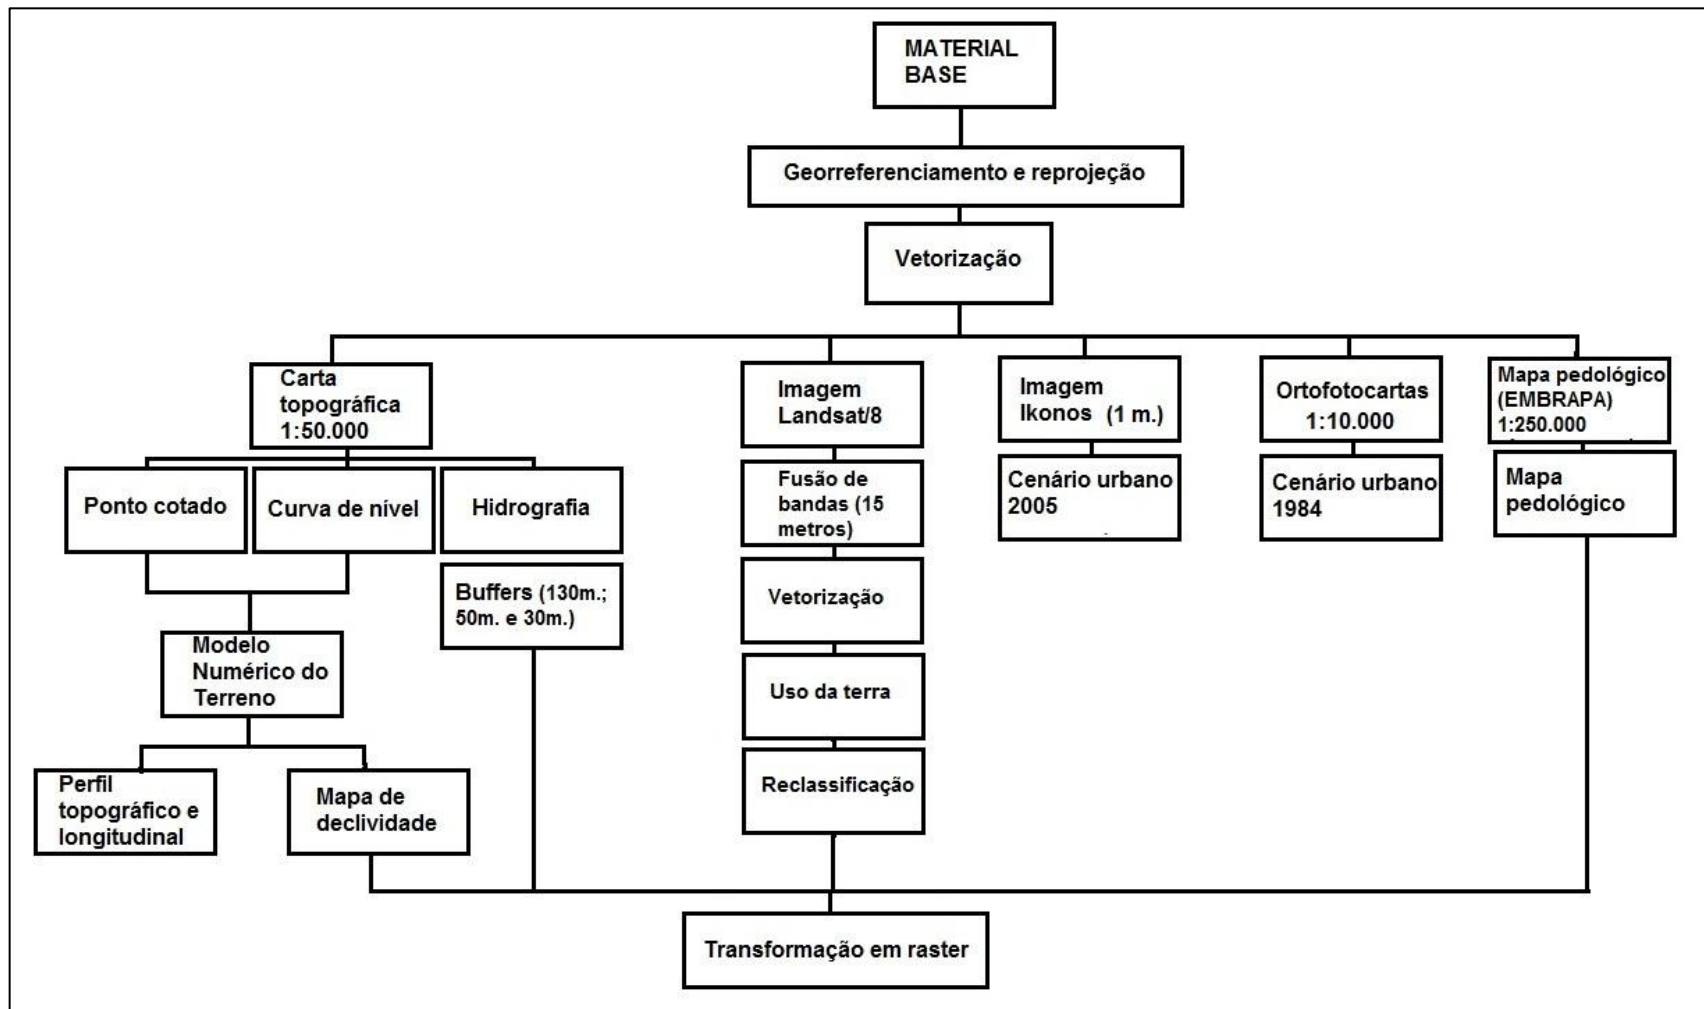 MATERIAL
BASE
Georreferenciamento e reprojeção
Vetorização
Carta
topográfica
1:50.000
Imagem
Landsat/8
Imagem
Ikonos (1 m.)
Ortofotocartas
1:10.000
Mapa pedológico
(EMBRAPA)
1:250.000
Ponto cotado
Curva de nível
Hidrografia
Fusão de
bandas (15
metros)
Cenário urbano
2005
Cenário urbano
1984
Mapa
pedológico
Buffers (130m.;
50m. e 30m.)
Vetorização
Modelo
Numérico do
Terreno
Uso da terra
Perfil
topográfico e
longitudinal
Mapa de
declividade
Reclassificação
Transformação em raster